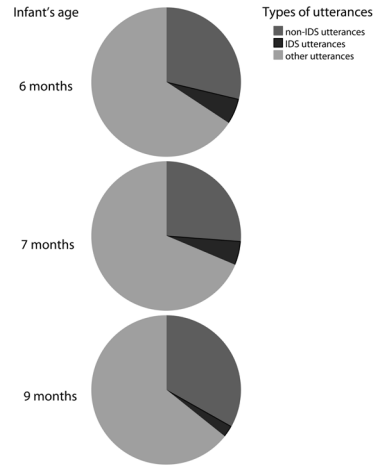 Infant's age
Types of utterances
non-IDS utterances
IDS utterances
other utterances
6 months
7 months
9 months